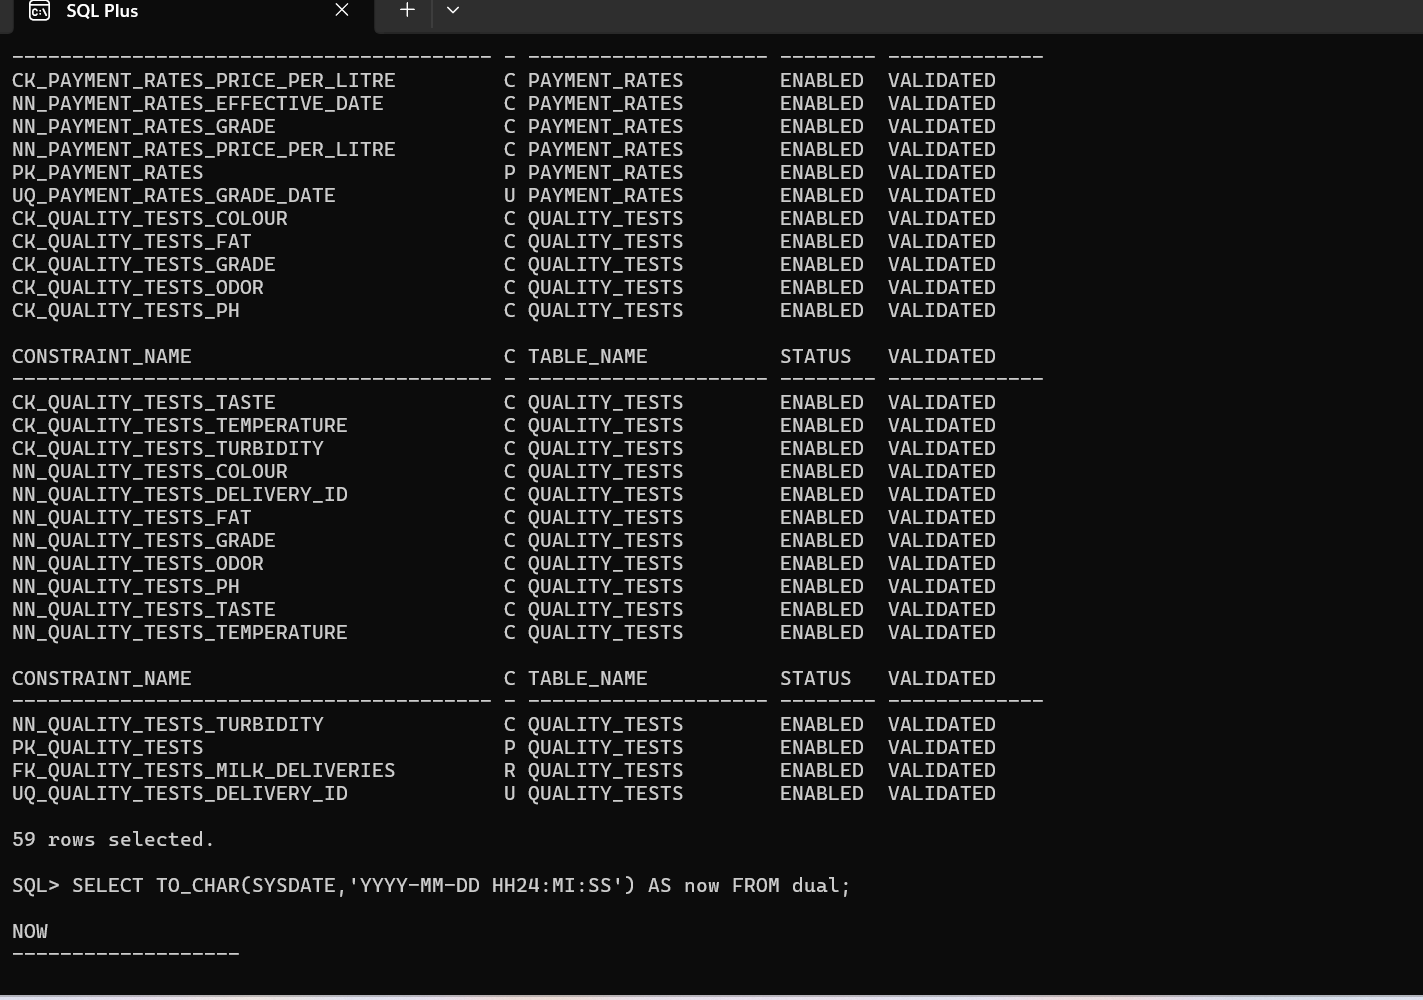 SQL Plus
---------------------------------------- - -------------------- -------- -------------
CK_PAYMENT_RATES_PRICE_PER_LITRE         C PAYMENT_RATES        ENABLED  VALIDATED
NN_PAYMENT_RATES_EFFECTIVE_DATE          C PAYMENT_RATES        ENABLED  VALIDATED
NN_PAYMENT_RATES_GRADE                   C PAYMENT_RATES        ENABLED  VALIDATED
NN_PAYMENT_RATES_PRICE_PER_LITRE         C PAYMENT_RATES        ENABLED  VALIDATED
PK_PAYMENT_RATES                         P PAYMENT_RATES        ENABLED  VALIDATED
UQ_PAYMENT_RATES_GRADE_DATE              U PAYMENT_RATES        ENABLED  VALIDATED
CK_QUALITY_TESTS_COLOUR                  C QUALITY_TESTS        ENABLED  VALIDATED
CK_QUALITY_TESTS_FAT                     C QUALITY_TESTS        ENABLED  VALIDATED
CK_QUALITY_TESTS_GRADE                   C QUALITY_TESTS        ENABLED  VALIDATED
CK_QUALITY_TESTS_ODOR                    C QUALITY_TESTS        ENABLED  VALIDATED
CK_QUALITY_TESTS_PH                      C QUALITY_TESTS        ENABLED  VALIDATED

CONSTRAINT_NAME                          C TABLE_NAME           STATUS   VALIDATED
---------------------------------------- - -------------------- -------- -------------
CK_QUALITY_TESTS_TASTE                   C QUALITY_TESTS        ENABLED  VALIDATED
CK_QUALITY_TESTS_TEMPERATURE             C QUALITY_TESTS        ENABLED  VALIDATED
CK_QUALITY_TESTS_TURBIDITY               C QUALITY_TESTS        ENABLED  VALIDATED
NN_QUALITY_TESTS_COLOUR                  C QUALITY_TESTS        ENABLED  VALIDATED
NN_QUALITY_TESTS_DELIVERY_ID             C QUALITY_TESTS        ENABLED  VALIDATED
NN_QUALITY_TESTS_FAT                     C QUALITY_TESTS        ENABLED  VALIDATED
NN_QUALITY_TESTS_GRADE                   C QUALITY_TESTS        ENABLED  VALIDATED
NN_QUALITY_TESTS_ODOR                    C QUALITY_TESTS        ENABLED  VALIDATED
NN_QUALITY_TESTS_PH                      C QUALITY_TESTS        ENABLED  VALIDATED
NN_QUALITY_TESTS_TASTE                   C QUALITY_TESTS        ENABLED  VALIDATED
NN_QUALITY_TESTS_TEMPERATURE             C QUALITY_TESTS        ENABLED  VALIDATED

CONSTRAINT_NAME                          C TABLE_NAME           STATUS   VALIDATED
---------------------------------------- - -------------------- -------- -------------
NN_QUALITY_TESTS_TURBIDITY               C QUALITY_TESTS        ENABLED  VALIDATED
PK_QUALITY_TESTS                         P QUALITY_TESTS        ENABLED  VALIDATED
FK_QUALITY_TESTS_MILK_DELIVERIES         R QUALITY_TESTS        ENABLED  VALIDATED
UQ_QUALITY_TESTS_DELIVERY_ID             U QUALITY_TESTS        ENABLED  VALIDATED

59 rows selected.

SQL> SELECT TO_CHAR(SYSDATE,'YYYY-MM-DD HH24:MI:SS') AS now FROM dual;

NOW
-------------------